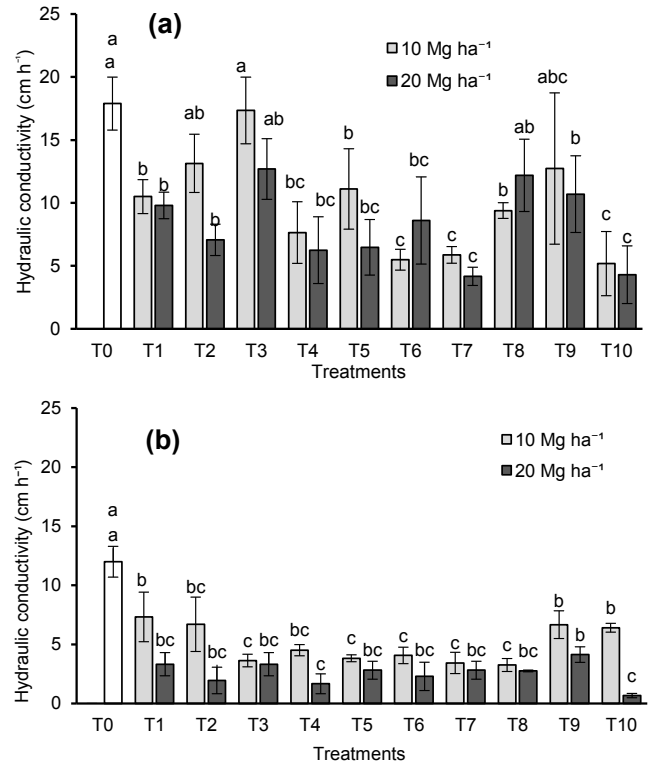 (a)
10 Mg ha⁻¹
20 Mg ha⁻¹
Hydraulic conductivity (cm h⁻¹)
25
20
15
10
5
0
a
a
b
b
ab
b
a
ab
bc
bc
b
bc
c
bc
c
c
b
ab
abc
b
c
c
T0 T1 T2 T3 T4 T5 T6 T7 T8 T9 T10
Treatments
(b)
10 Mg ha⁻¹
20 Mg ha⁻¹
Hydraulic conductivity (cm h⁻¹)
25
20
15
10
5
0
a
a
b
bc
bc
bc
c
bc
bc
c
c
bc
c
bc
c
bc
c
bc
b
b
b
c
T0 T1 T2 T3 T4 T5 T6 T7 T8 T9 T10
Treatments